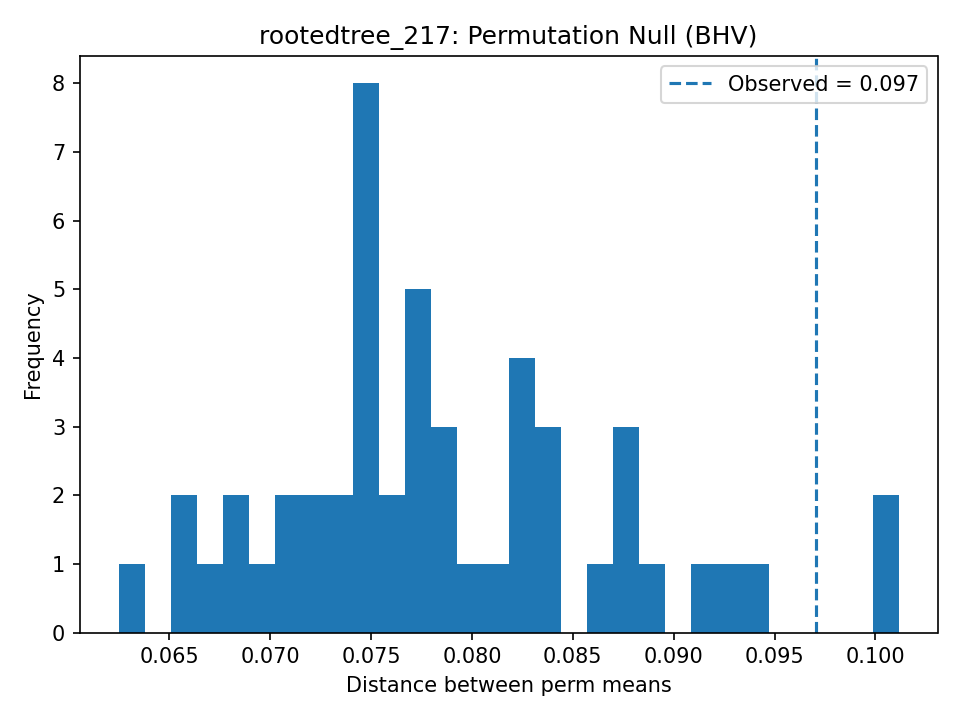 rootedtree_217: Permutation Null (BHV)
Observed = 0.097
Frequency
8
7
6
5
4
3
2
1
0
0.065 0.070 0.075 0.080 0.085 0.090 0.095 0.100
Distance between perm means